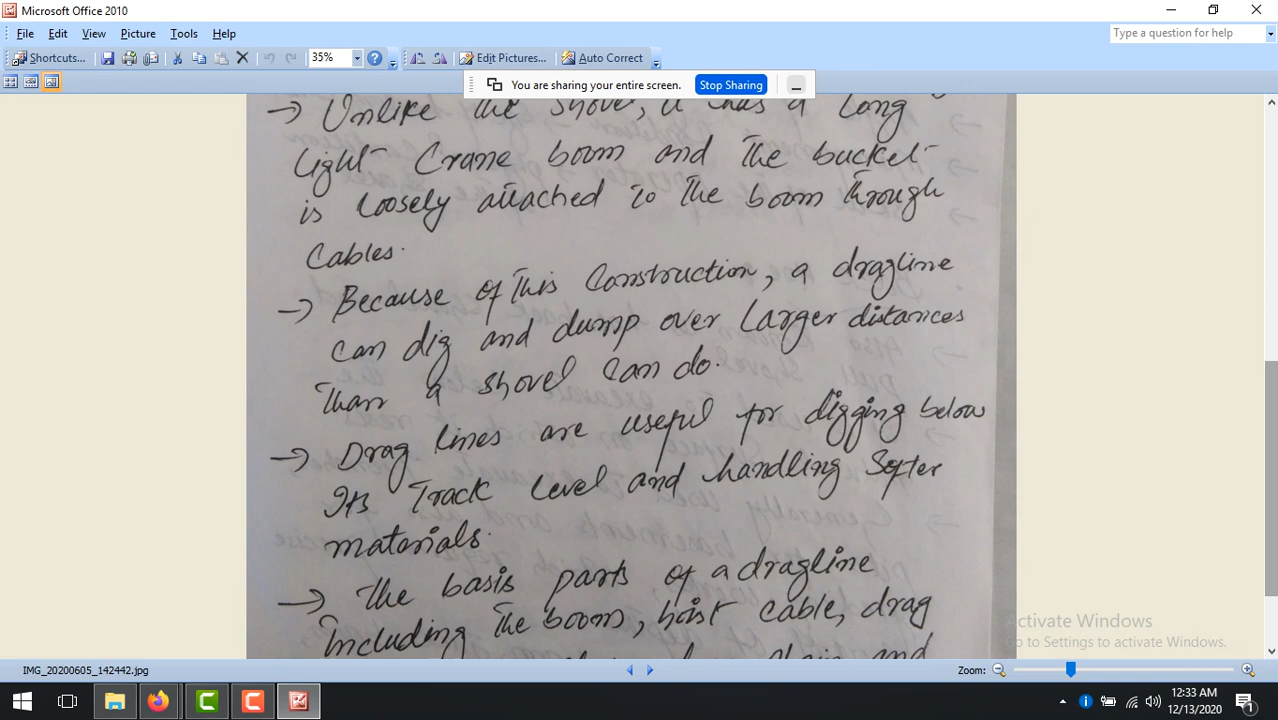 Microsoft Office 2010
File Edit View Picture Tools Help
Type a question for help
Shortcuts...
35%
Edit Pictures...
Auto Correct
You are sharing your entire screen.
Stop Sharing
→ Unlike the shovel, it has a long
light crane boom and the bucket
is loosely attached to the boom through
cables.
→ Because of this construction, a dragline
can dig and dump over larger distances
than a shovel can do.
→ Drag lines are useful for digging below
its track level and handling softer
materials.
→ The basis parts of a dragline
including the boom, hoist cable, drag
chain and
Activate Windows
Go to Settings to activate Windows.
IMG_20200605_142442.jpg
Zoom:
12:33 AM
12/13/2020
1